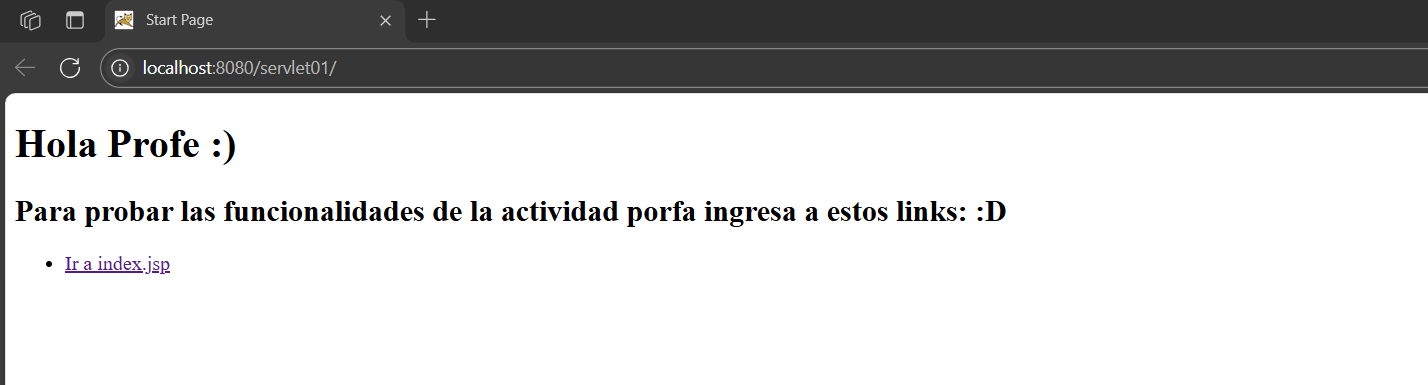 Start Page
localhost:8080/servlet01/
Hola Profe :)
Para probar las funcionalidades de la actividad porfa ingresa a estos links: :D
Ir a index.jsp